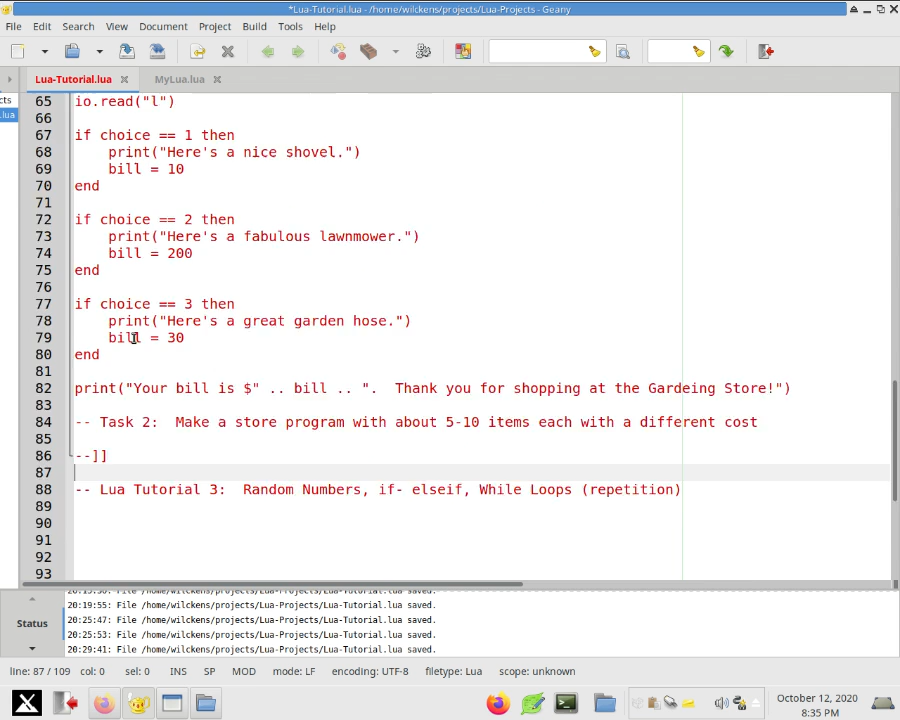 *Lua-Tutorial.lua - /home/wilckens/projects/Lua-Projects - Geany
File Edit Search View Document Project Build Tools Help
Lua-Tutorial.lua MyLua.lua
cts
.lua
65 io.read("l")
66
67 if choice == 1 then
68 print("Here's a nice shovel.")
69 bill = 10
70 end
71
72 if choice == 2 then
73 print("Here's a fabulous lawnmower.")
74 bill = 200
75 end
76
77 if choice == 3 then
78 print("Here's a great garden hose.")
79 bill = 30
80 end
81
82 print("Your bill is $" .. bill .. ".  Thank you for shopping at the Gardeing Store!")
83
84 -- Task 2:  Make a store program with about 5-10 items each with a different cost
85
86 --]]
87
88 -- Lua Tutorial 3:  Random Numbers, if- elseif, While Loops (repetition)
89
90
91
92
93
Status
20:19:55: File /home/wilckens/projects/Lua-Projects/Lua-Tutorial.lua saved.
20:25:47: File /home/wilckens/projects/Lua-Projects/Lua-Tutorial.lua saved.
20:25:53: File /home/wilckens/projects/Lua-Projects/Lua-Tutorial.lua saved.
20:29:41: File /home/wilckens/projects/Lua-Projects/Lua-Tutorial.lua saved.
line: 87 / 109 col: 0 sel: 0 INS SP MOD mode: LF encoding: UTF-8 filetype: Lua scope: unknown
October 12, 2020
8:35 PM